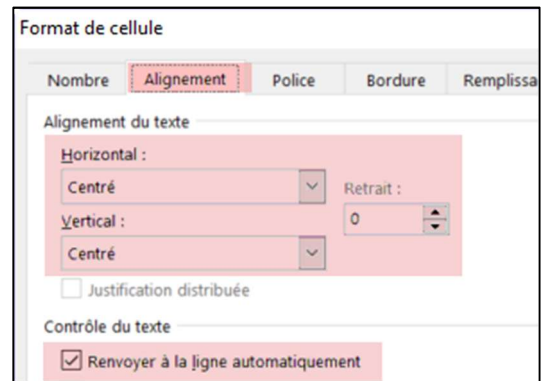 Format de cellule
Nombre Alignement Police Bordure Remplissa
Alignement du texte
Horizontal :
Centré Retrait :
Vertical : 0
Centré
Justification distribuée
Contrôle du texte
Renvoyer à la ligne automatiquement